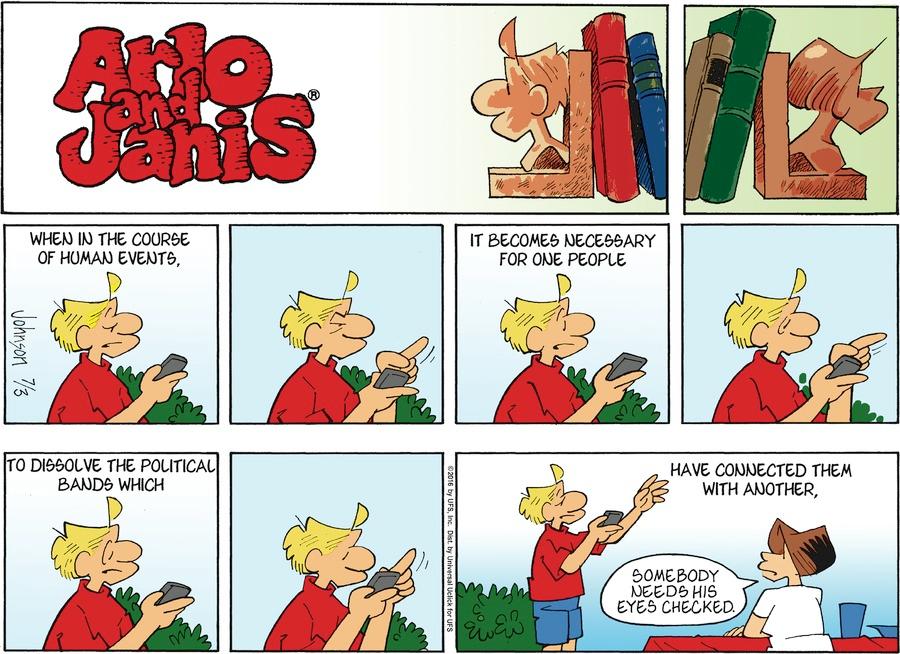 Arlo
and
Janis®
WHEN IN THE COURSE
OF HUMAN EVENTS,
Johnson 7/3
IT BECOMES NECESSARY
FOR ONE PEOPLE
TO DISSOLVE THE POLITICAL
BANDS WHICH
©2016 by UFS, Inc. Dist. by Universal Uclick for UFS
HAVE CONNECTED THEM
WITH ANOTHER,
SOMEBODY
NEEDS HIS
EYES CHECKED.